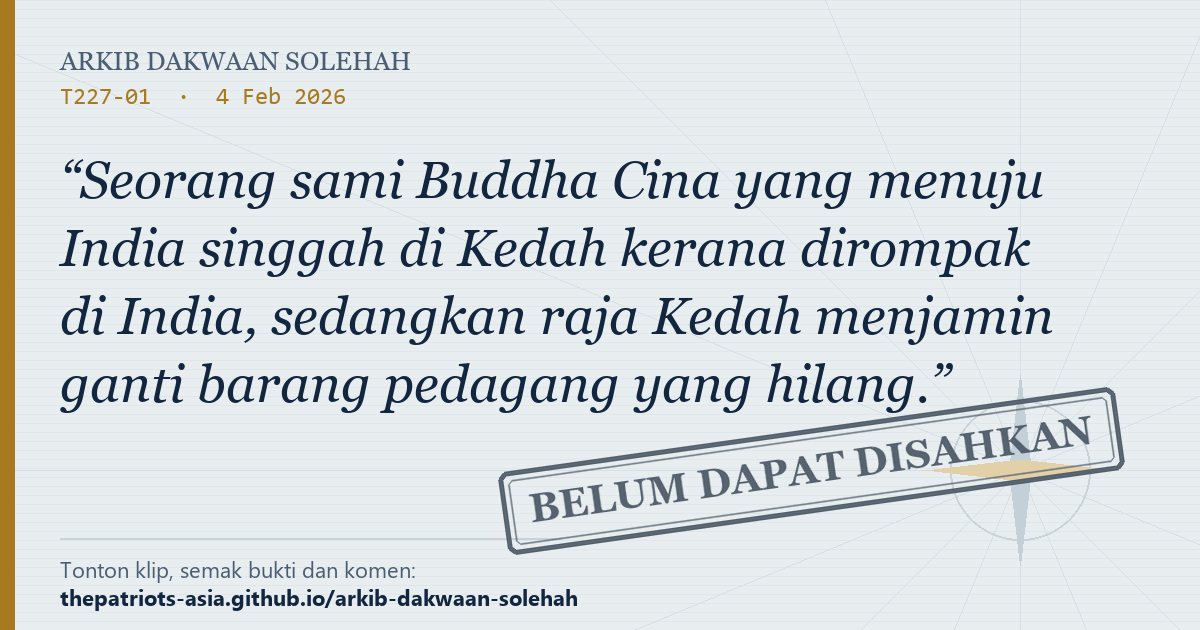 ARKIB DAKWAAN SOLEHAH
T227-01 · 4 Feb 2026
“Seorang sami Buddha Cina yang menuju
India singgah di Kedah kerana dirompak
di India, sedangkan raja Kedah menjamin
ganti barang pedagang yang hilang.”
BELUM DAPAT DISAHKAN
Tonton klip, semak bukti dan komen:
thepatriots-asia.github.io/arkib-dakwaan-solehah